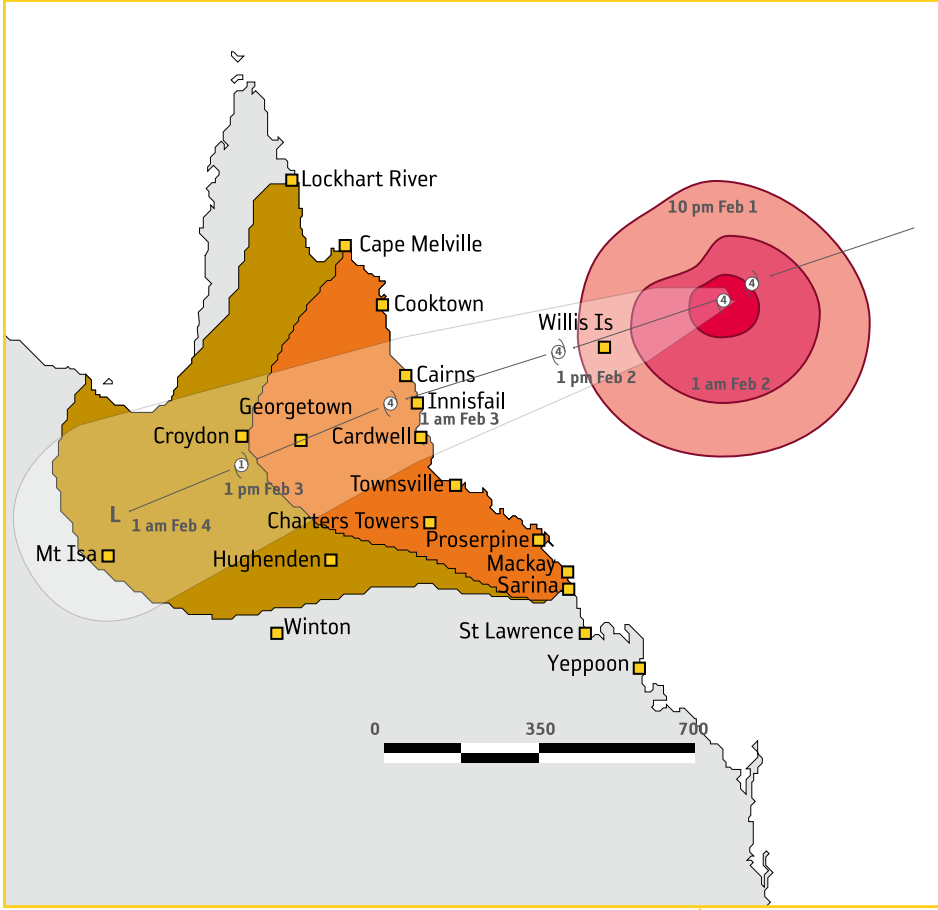 Lockhart River
10 pm Feb 1
Cape Melville
4
Cooktown
4
Willis Is
4
Cairns
1 pm Feb 2
1 am Feb 2
Georgetown
4
Innisfail
1 am Feb 3
Croydon
Cardwell
1
Townsville
1 pm Feb 3
L
1 am Feb 4
Charters Towers
Proserpine
Mt Isa
Hughenden
Mackay
Sarina
Winton
St Lawrence
Yeppoon
0 350 700